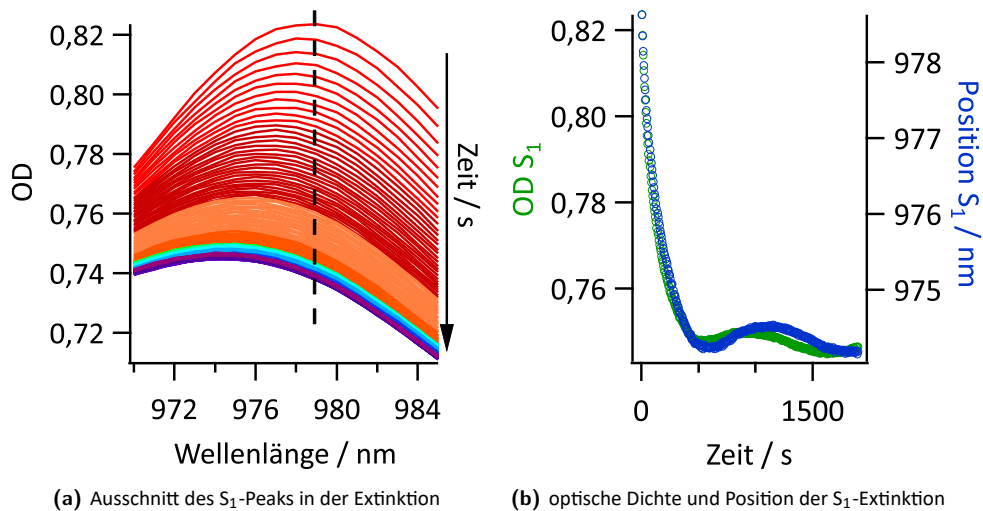 0,82
0,80
0,78
0,76
0,74
0,72
OD
Zeit / s
972
976
980
984
Wellenlänge / nm
(a) Ausschnitt des S₁-Peaks in der Extinktion
0,82
0,80
0,78
0,76
OD S₁
978
977
976
975
Position S₁ / nm
0
1500
Zeit / s
(b) optische Dichte und Position der S₁-Extinktion